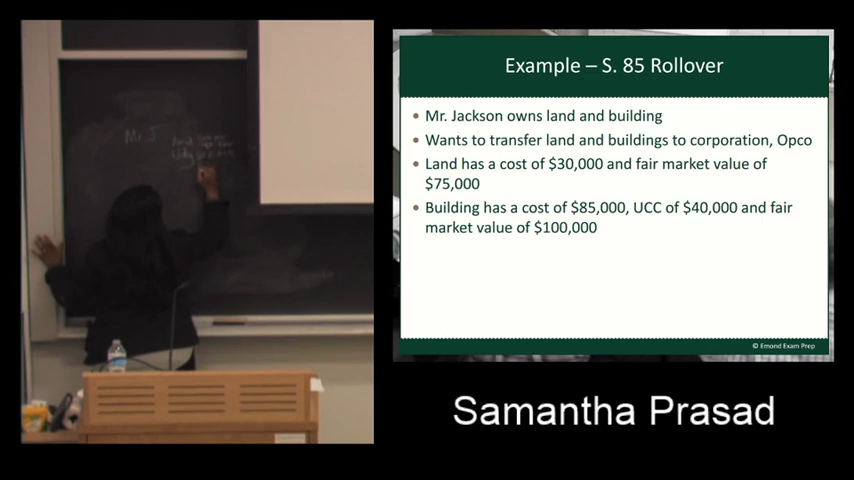 Mr J
Example – S. 85 Rollover
• Mr. Jackson owns land and building
• Wants to transfer land and buildings to corporation, Opco
• Land has a cost of $30,000 and fair market value of
$75,000
• Building has a cost of $85,000, UCC of $40,000 and fair
market value of $100,000
© Emond Exam Prep
Samantha Prasad